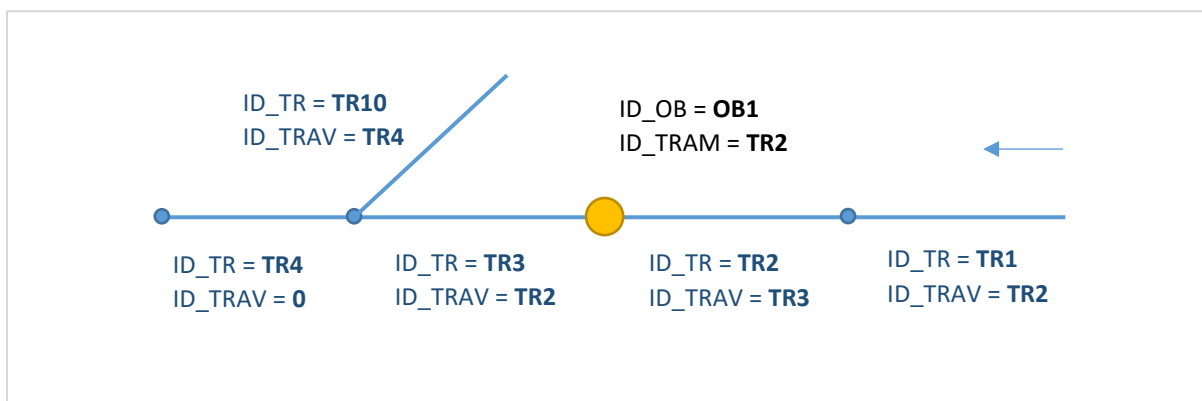 ID_TR = TR10
ID_TRAV = TR4
ID_OB = OB1
ID_TRAM = TR2
ID_TR = TR4
ID_TRAV = 0
ID_TR = TR3
ID_TRAV = TR2
ID_TR = TR2
ID_TRAV = TR3
ID_TR = TR1
ID_TRAV = TR2